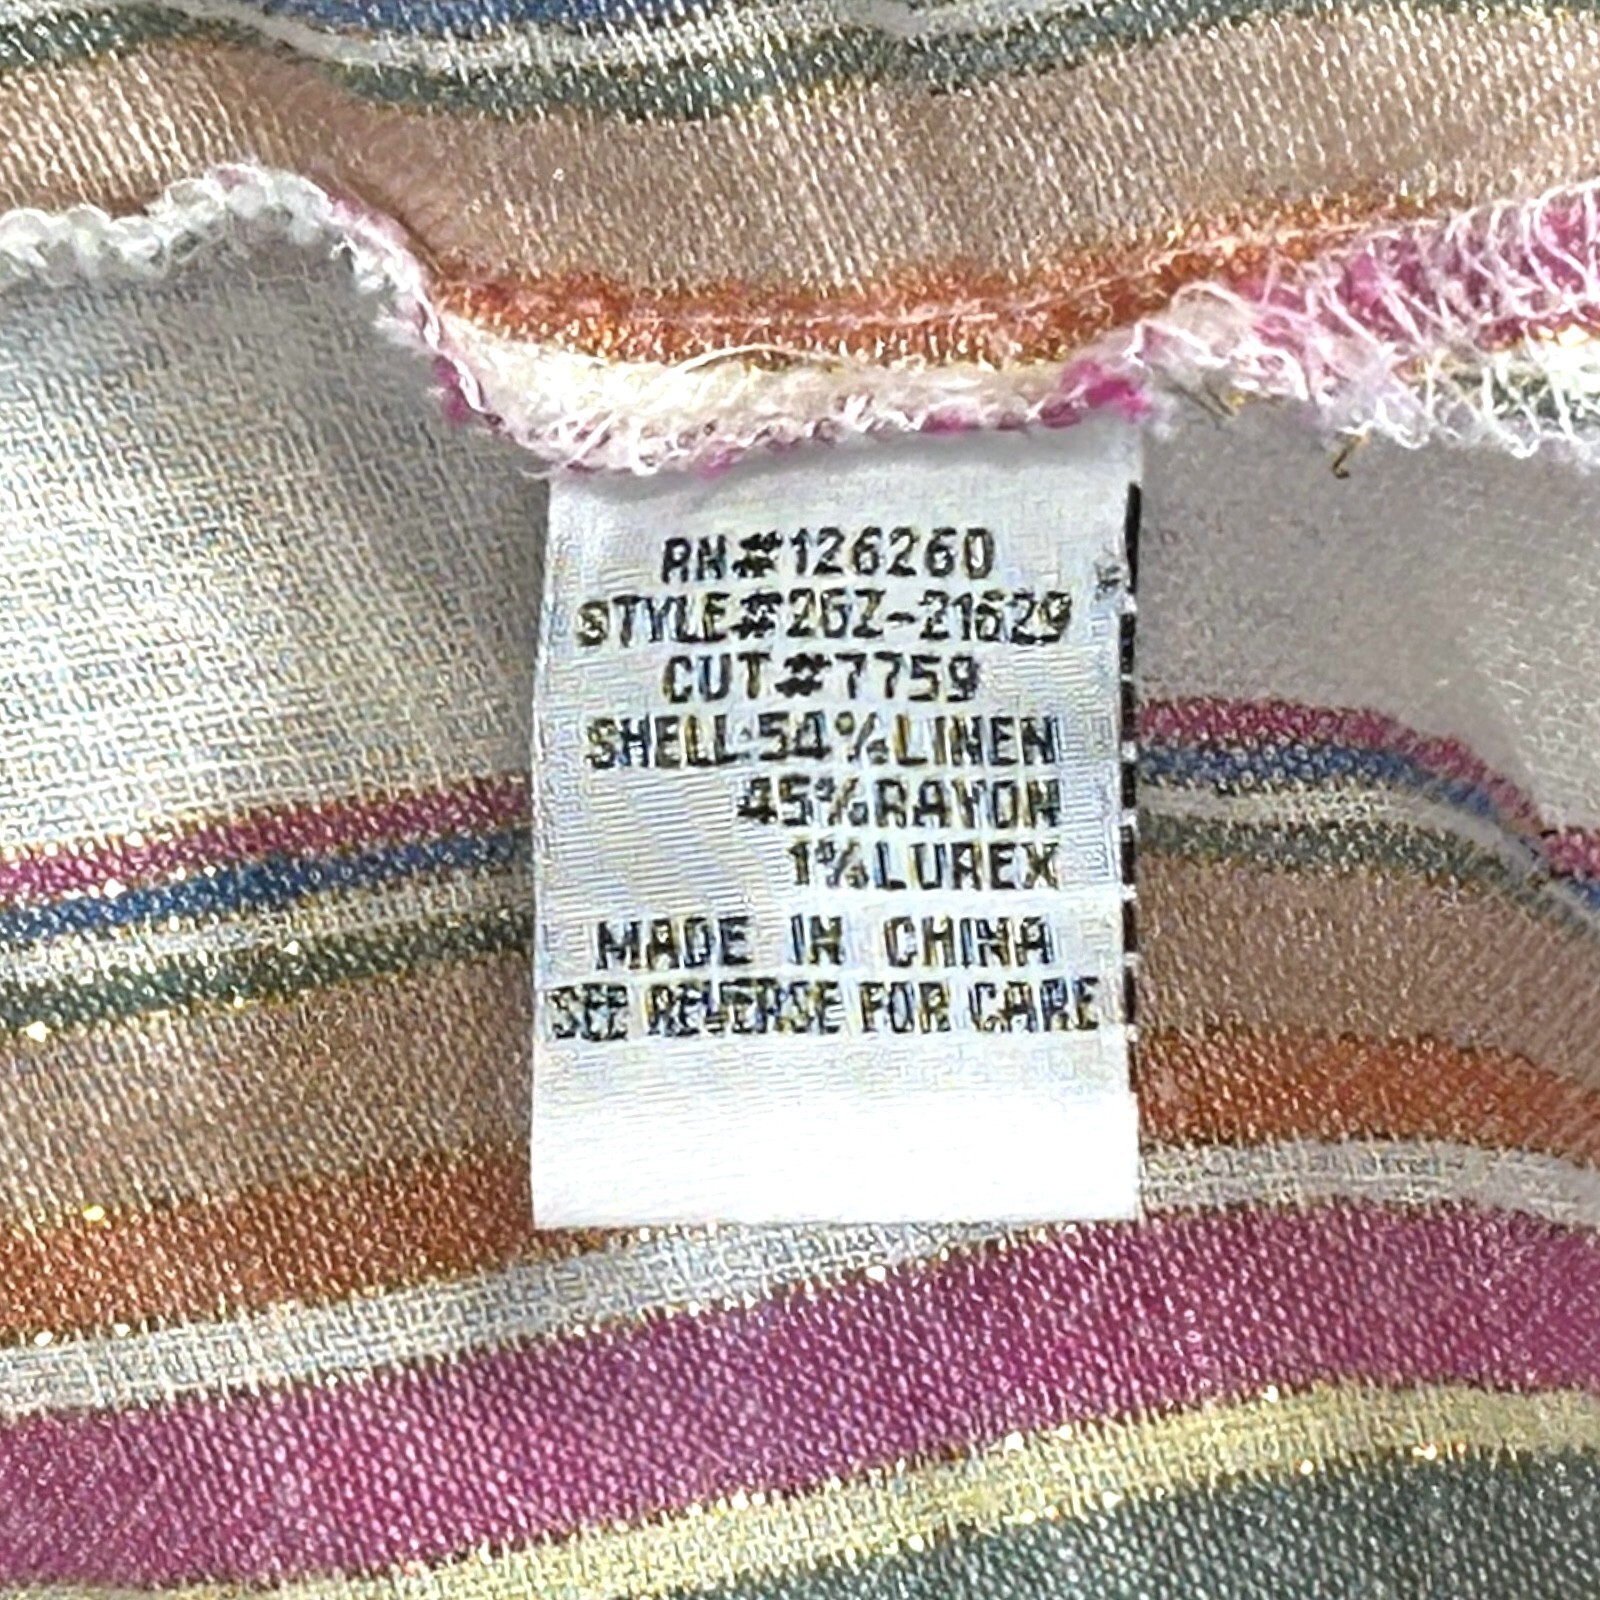 RN#126260
STYLE#26Z-21629
CUT#7759
SHELL:54%LINEN
45%RAYON
1%LUREX
MADE IN CHINA
SEE REVERSE FOR CARE